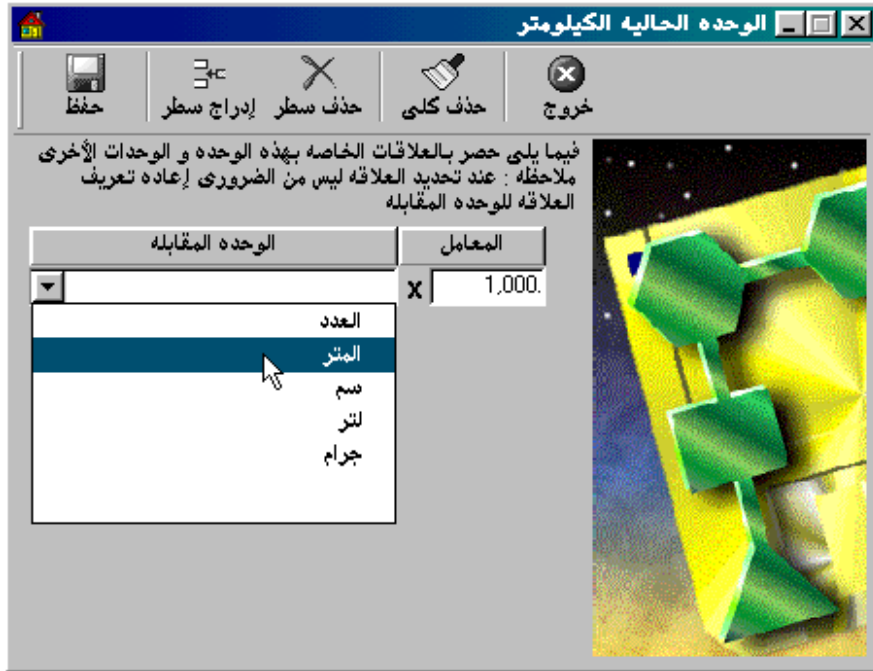 الوحده الحاليه الكيلومتر
خروج
حذف كلى
حذف سطر
إدراج سطر
حفظ
فيما يلى حصر بالعلاقات الخاصه بهذه الوحده و الوحدات الأخرى
ملاحظه : عند تحديد العلاقه ليس من الضرورى إعاده تعريف
العلاقه للوحده المقابله
المعامل
الوحده المقابله
1,000.
X
العدد
المتر
سم
لتر
جرام